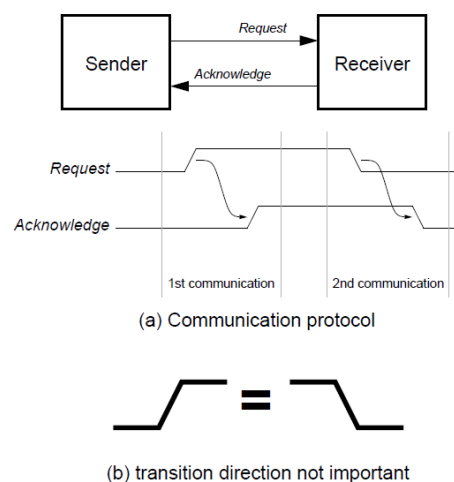 Request
Sender
Receiver
Acknowledge
Request
Acknowledge
1st communication
2nd communication
(a) Communication protocol
(b) transition direction not important